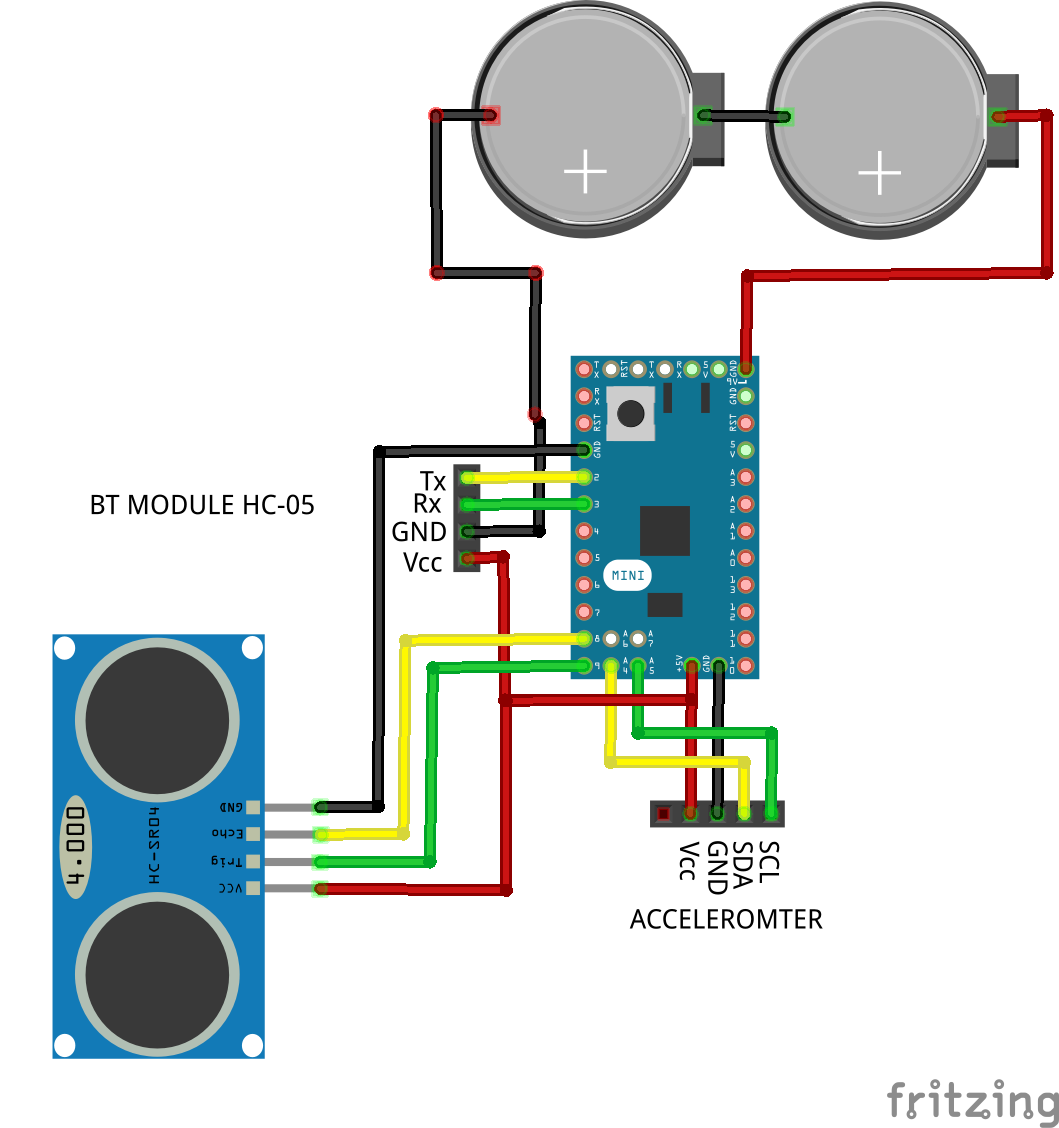 TX
RST
RX
5V
GND
9V
RX
GND
RST
RST
GND
5V
2
A3
3
A2
4
A1
5
A0
6
13
7
12
8
A6
A7
11
9
A4
A5
+5V
GND
10
MINI
Tx
Rx
GND
Vcc
BT MODULE HC-05
GND
Echo
Trig
VCC
HC-SR04
4.000
Vcc
GND
SDA
SCL
ACCELEROMTER
fritzing